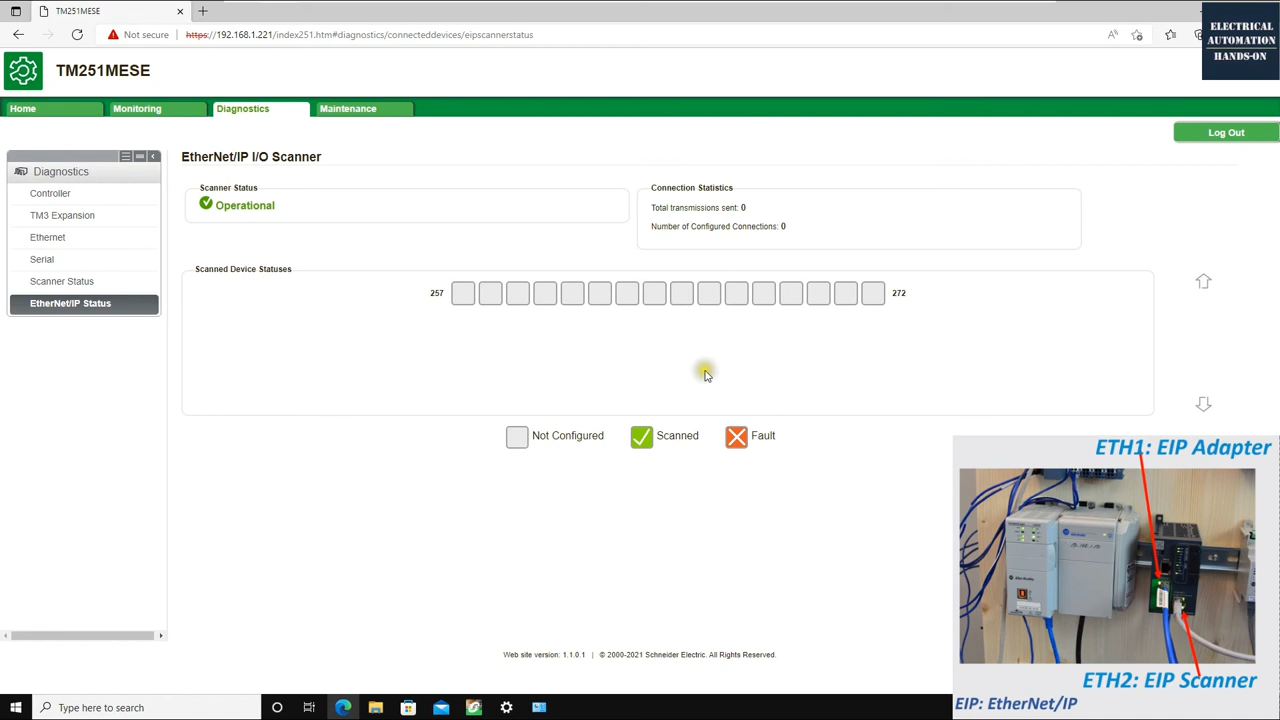 TM251MESE
Not secure
https://192.168.1.221/index251.htm#diagnostics/connecteddevices/eipscannerstatus
ELECTRICAL
AUTOMATION
HANDS-ON
TM251MESE
Home
Monitoring
Diagnostics
Maintenance
Log Out
Diagnostics
Controller
TM3 Expansion
Ethernet
Serial
Scanner Status
EtherNet/IP Status
EtherNet/IP I/O Scanner
Scanner Status
Operational
Connection Statistics
Total transmissions sent: 0
Number of Configured Connections: 0
Scanned Device Statuses
257
272
Not Configured
Scanned
Fault
ETH1: EIP Adapter
ETH2: EIP Scanner
EIP: EtherNet/IP
Web site version: 1.1.0.1 | © 2000-2021 Schneider Electric. All Rights Reserved.
Type here to search